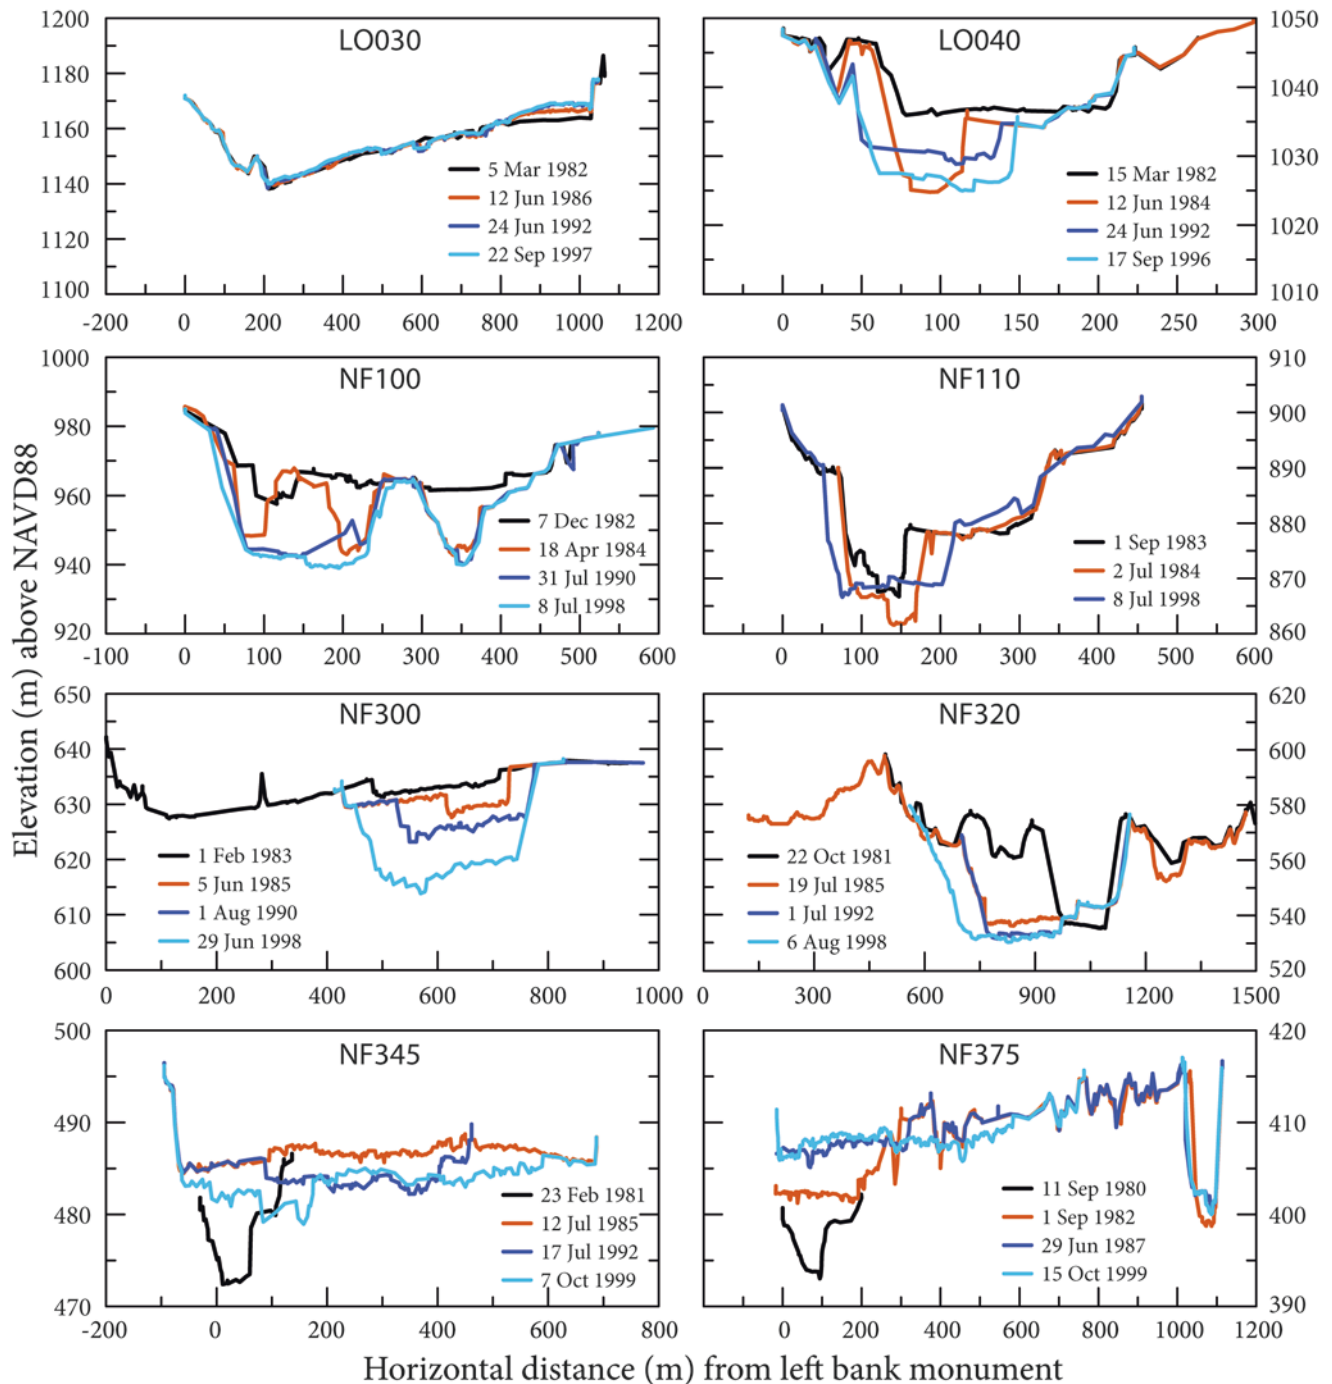 LO030
1200
1180
1160
1140
1120
1100
-200 0 200 400 600 800 1000 1200
5 Mar 1982
12 Jun 1986
24 Jun 1992
22 Sep 1997
LO040
1050
1040
1030
1020
1010
0 50 100 150 200 250 300
15 Mar 1982
12 Jun 1984
24 Jun 1992
17 Sep 1996
NF100
1000
980
960
940
920
-100 0 100 200 300 400 500 600
7 Dec 1982
18 Apr 1984
31 Jul 1990
8 Jul 1998
NF110
910
900
890
880
870
860
0 100 200 300 400 500 600
1 Sep 1983
2 Jul 1984
8 Jul 1998
NF300
650
640
630
620
610
600
0 200 400 600 800 1000
1 Feb 1983
5 Jun 1985
1 Aug 1990
29 Jun 1998
NF320
620
600
580
560
540
520
0 300 600 900 1200 1500
22 Oct 1981
19 Jul 1985
1 Jul 1992
6 Aug 1998
NF345
500
490
480
470
-200 0 200 400 600 800
23 Feb 1981
12 Jul 1985
17 Jul 1992
7 Oct 1999
NF375
420
410
400
390
0 200 400 600 800 1000 1200
11 Sep 1980
1 Sep 1982
29 Jun 1987
15 Oct 1999
Elevation (m) above NAVD88
Horizontal distance (m) from left bank monument